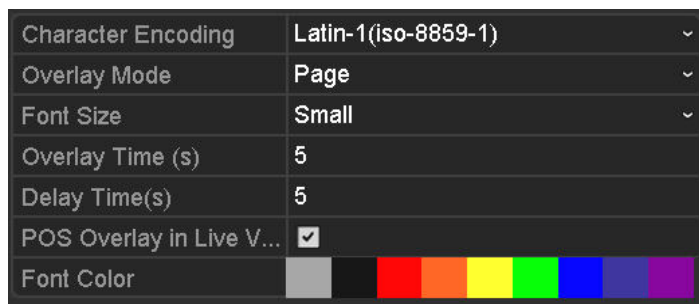 Character Encoding Latin-1(iso-8859-1)
Overlay Mode Page
Font Size Small
Overlay Time (s) 5
Delay Time(s) 5
POS Overlay in Live V...
Font Color